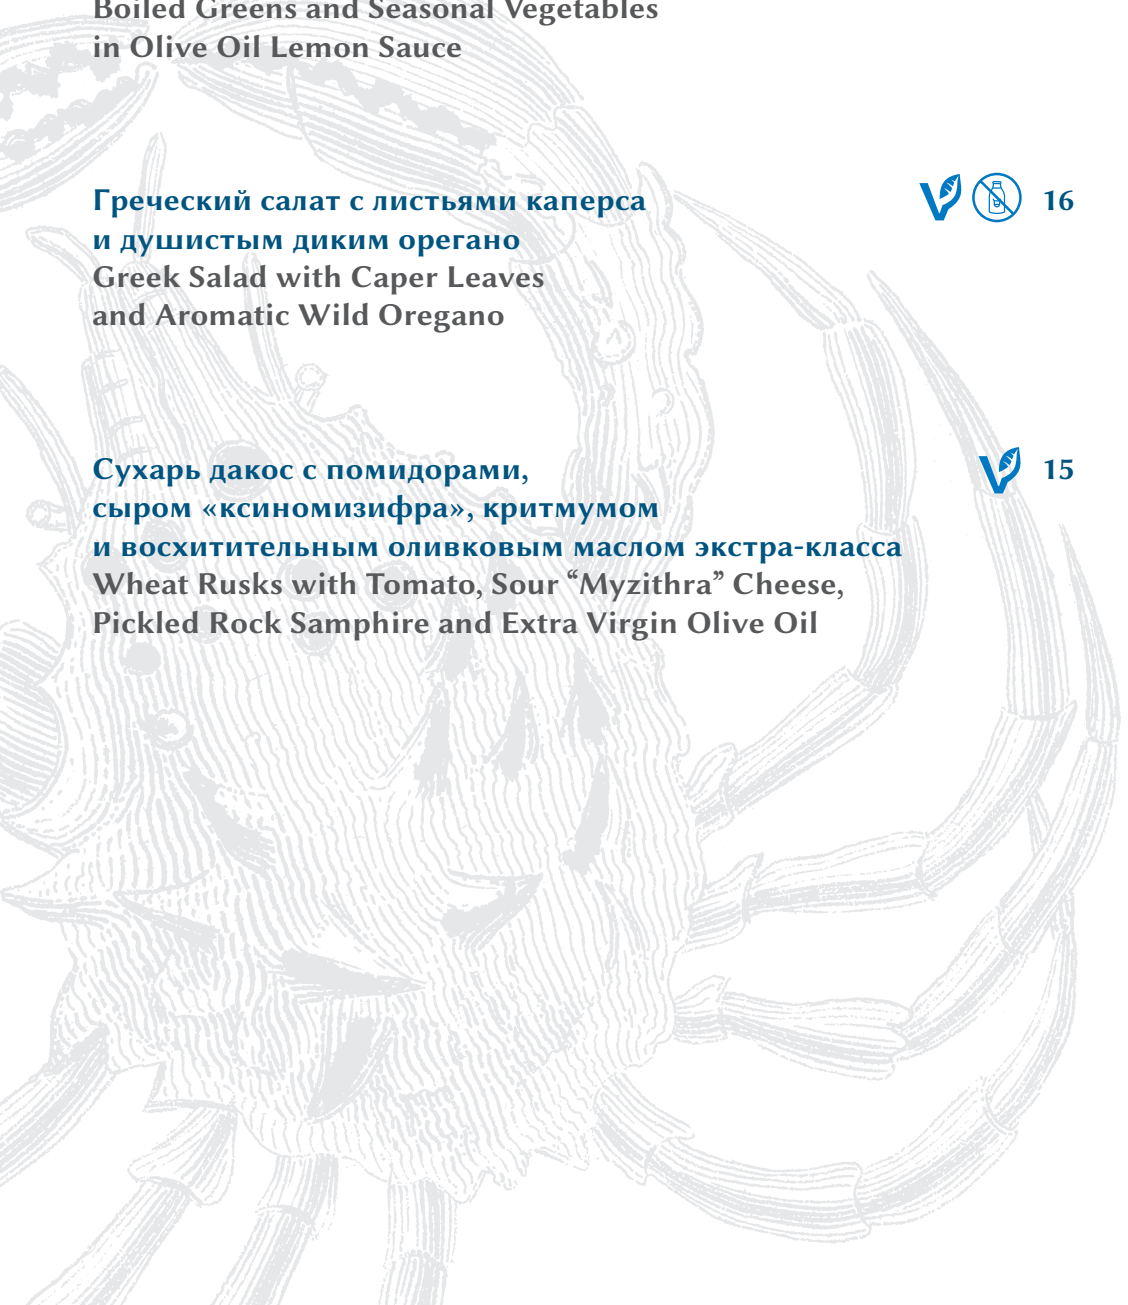 Boiled Greens and Seasonal Vegetables
in Olive Oil Lemon Sauce
Греческий салат с листьями каперса 16
и душистым диким орегано
Greek Salad with Caper Leaves
and Aromatic Wild Oregano
Сухарь дакос с помидорами, 15
сыром «ксиномизифра», критмумом
и восхитительным оливковым маслом экстра-класса
Wheat Rusks with Tomato, Sour “Myzithra” Cheese,
Pickled Rock Samphire and Extra Virgin Olive Oil